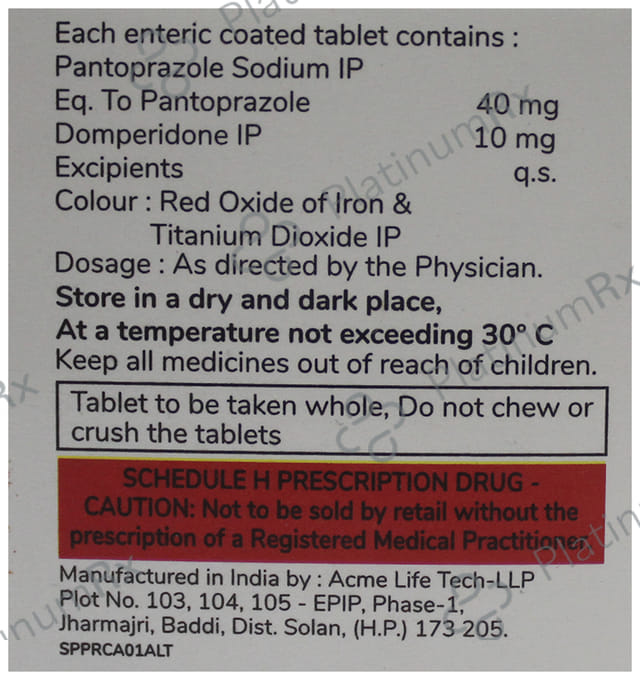 Each enteric coated tablet contains :
Pantoprazole Sodium IP
Eq. To Pantoprazole 40 mg
Domperidone IP 10 mg
Excipients q.s.
Colour : Red Oxide of Iron &
Titanium Dioxide IP
Dosage : As directed by the Physician.
Store in a dry and dark place,
At a temperature not exceeding 30° C
Keep all medicines out of reach of children.
Tablet to be taken whole, Do not chew or
crush the tablets
SCHEDULE H PRESCRIPTION DRUG -
CAUTION: Not to be sold by retail without the
prescription of a Registered Medical Practitioner
Manufactured in India by : Acme Life Tech-LLP
Plot No. 103, 104, 105 - EPIP, Phase-1,
Jharmajri, Baddi, Dist. Solan, (H.P.) 173 205.
SPPRCA01ALT
PlatinumRx
PlatinumRx